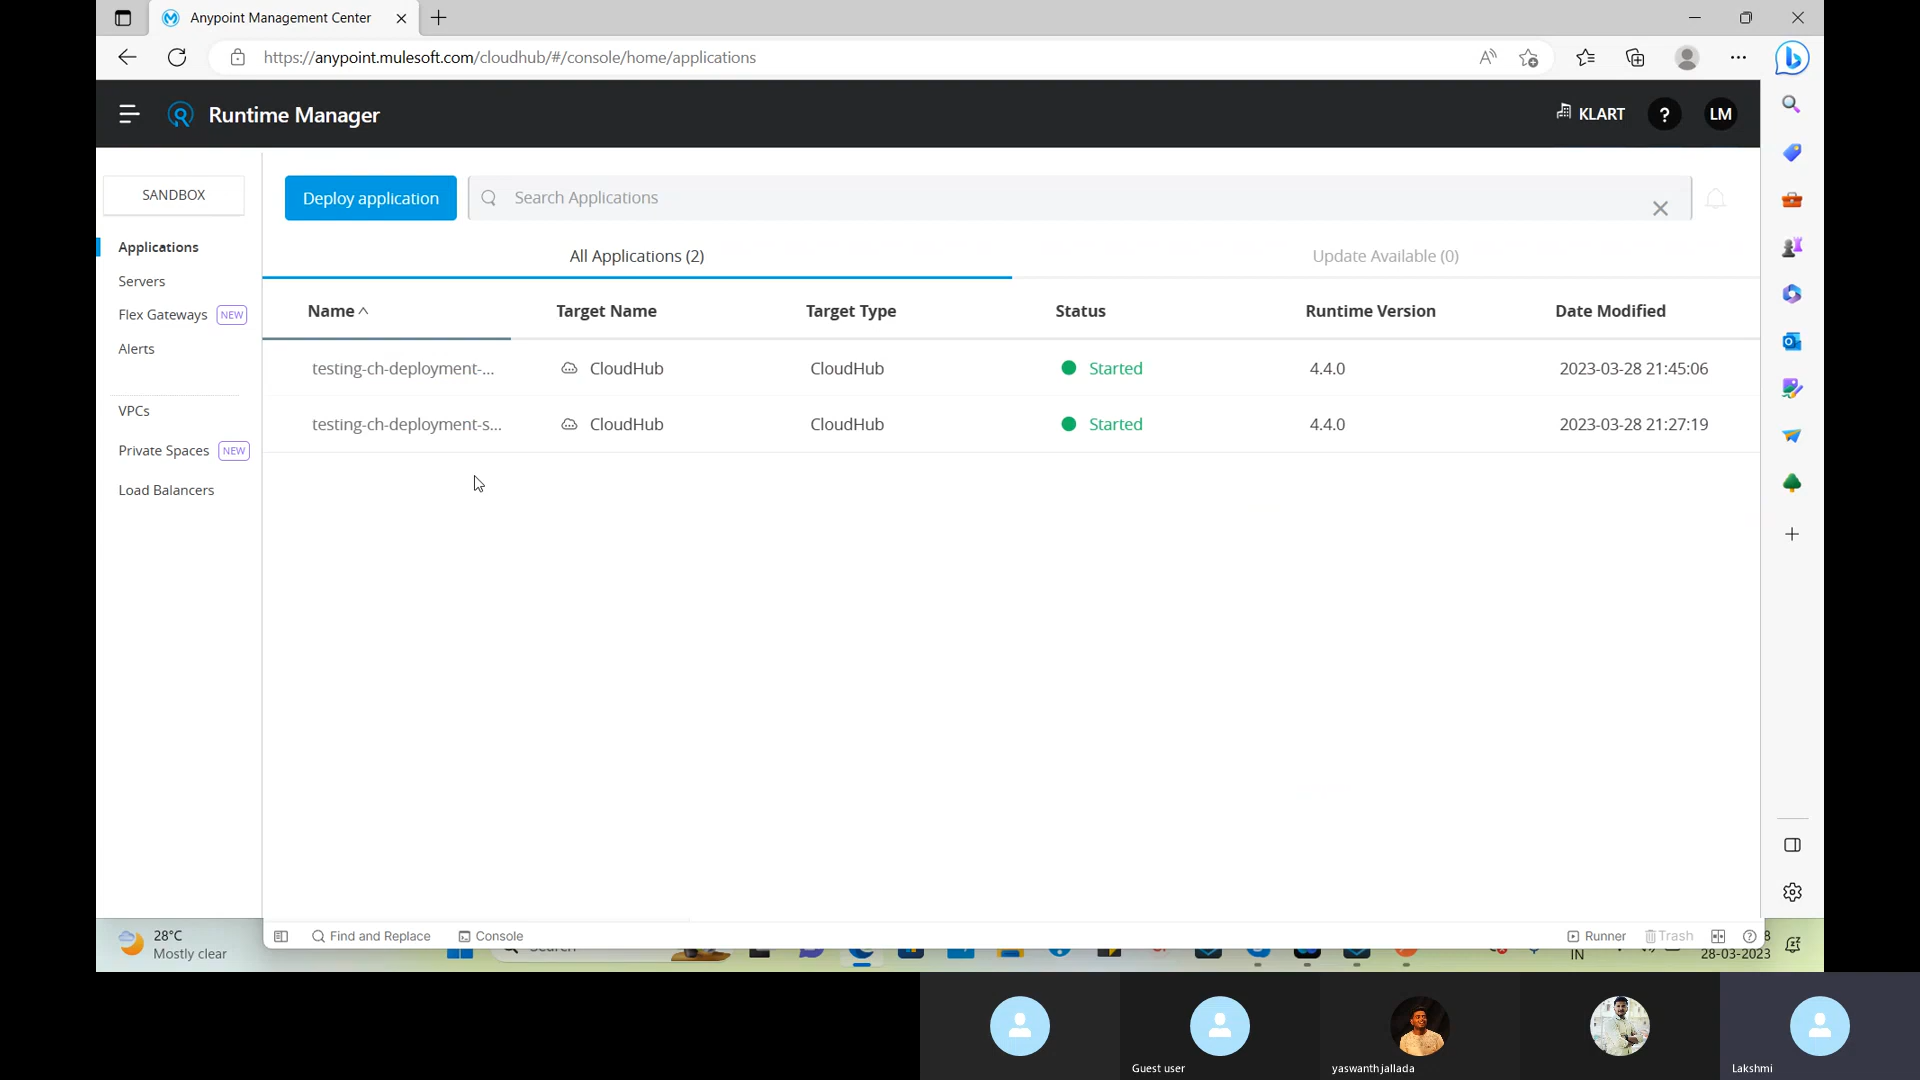 Anypoint Management Center
https://anypoint.mulesoft.com/cloudhub/#/console/home/applications
Runtime Manager
KLART
?
LM
SANDBOX
Deploy application
Search Applications
Applications
Servers
Flex Gateways NEW
Alerts
VPCs
Private Spaces NEW
Load Balancers
All Applications (2)
Update Available (0)
Name Target Name Target Type Status Runtime Version Date Modified
testing-ch-deployment-... CloudHub CloudHub Started 4.4.0 2023-03-28 21:45:06
testing-ch-deployment-s... CloudHub CloudHub Started 4.4.0 2023-03-28 21:27:19
Find and Replace Console
Runner Trash
28°C
Mostly clear
Search
IN
28-03-2023
Guest user
yaswanth jallada
Lakshmi